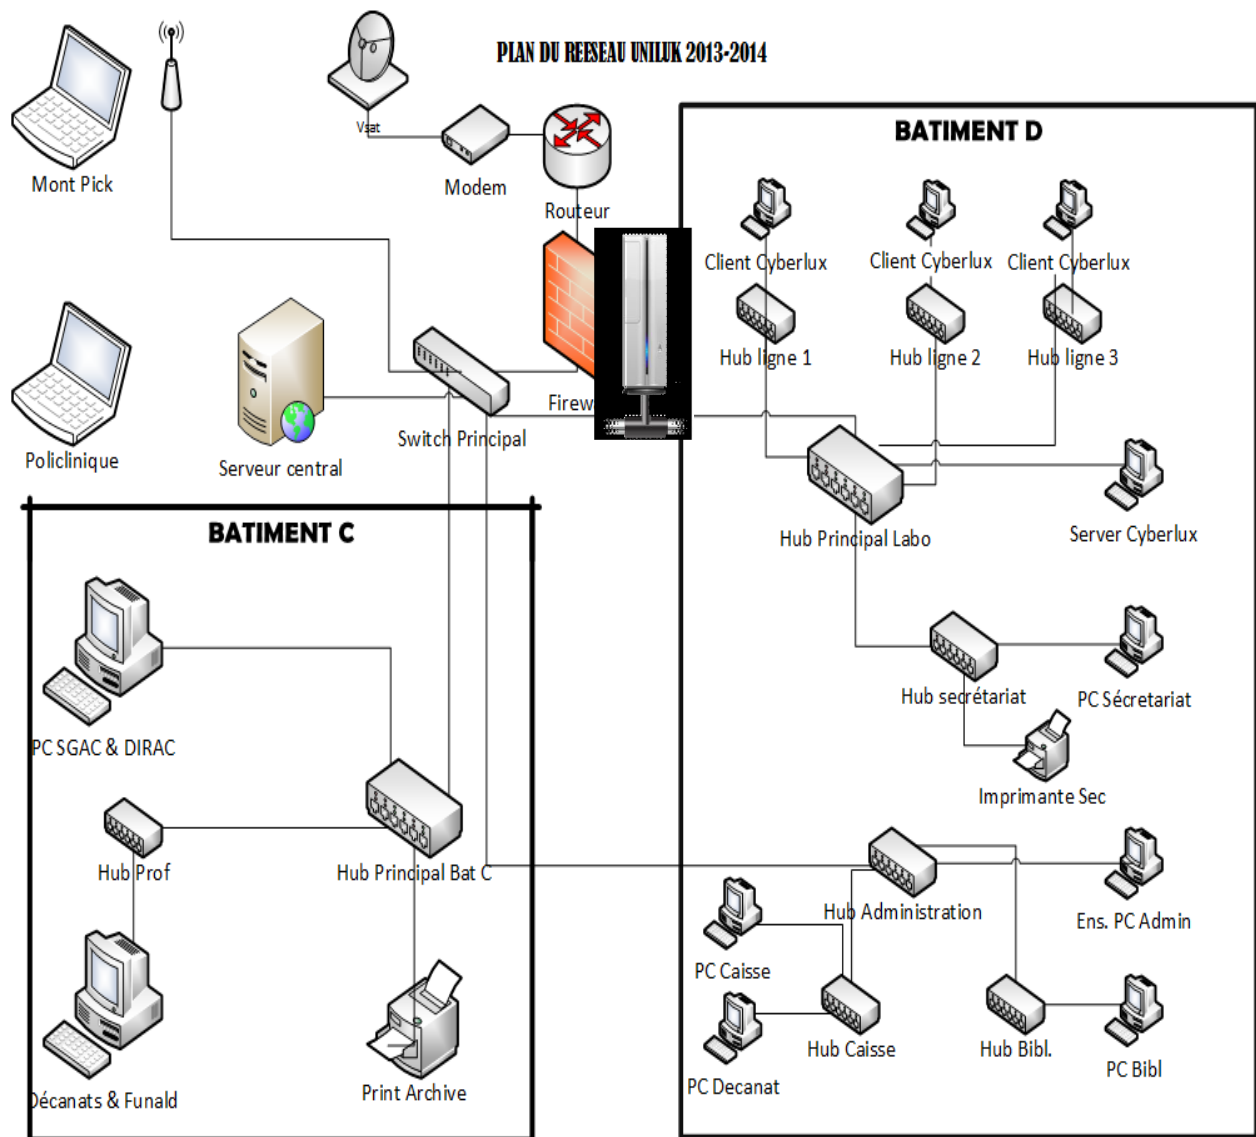 PLAN DU REESEAU UNILUK 2013-2014
Vsat
Mont Pick
Modem
Routeur
BATIMENT D
Client Cyberlux
Client Cyberlux
Client Cyberlux
Hub ligne 1
Hub ligne 2
Hub ligne 3
Firew
Switch Principal
Policlinique
Serveur central
BATIMENT C
Hub Principal Labo
Server Cyberlux
Hub secrétariat
PC Sécretariat
PC SGAC & DIRAC
Imprimante Sec
Hub Prof
Hub Principal Bat C
Hub Administration
Ens. PC Admin
PC Caisse
Hub Caisse
Hub Bibl.
PC Bibl
PC Decanat
Décanats & Funald
Print Archive